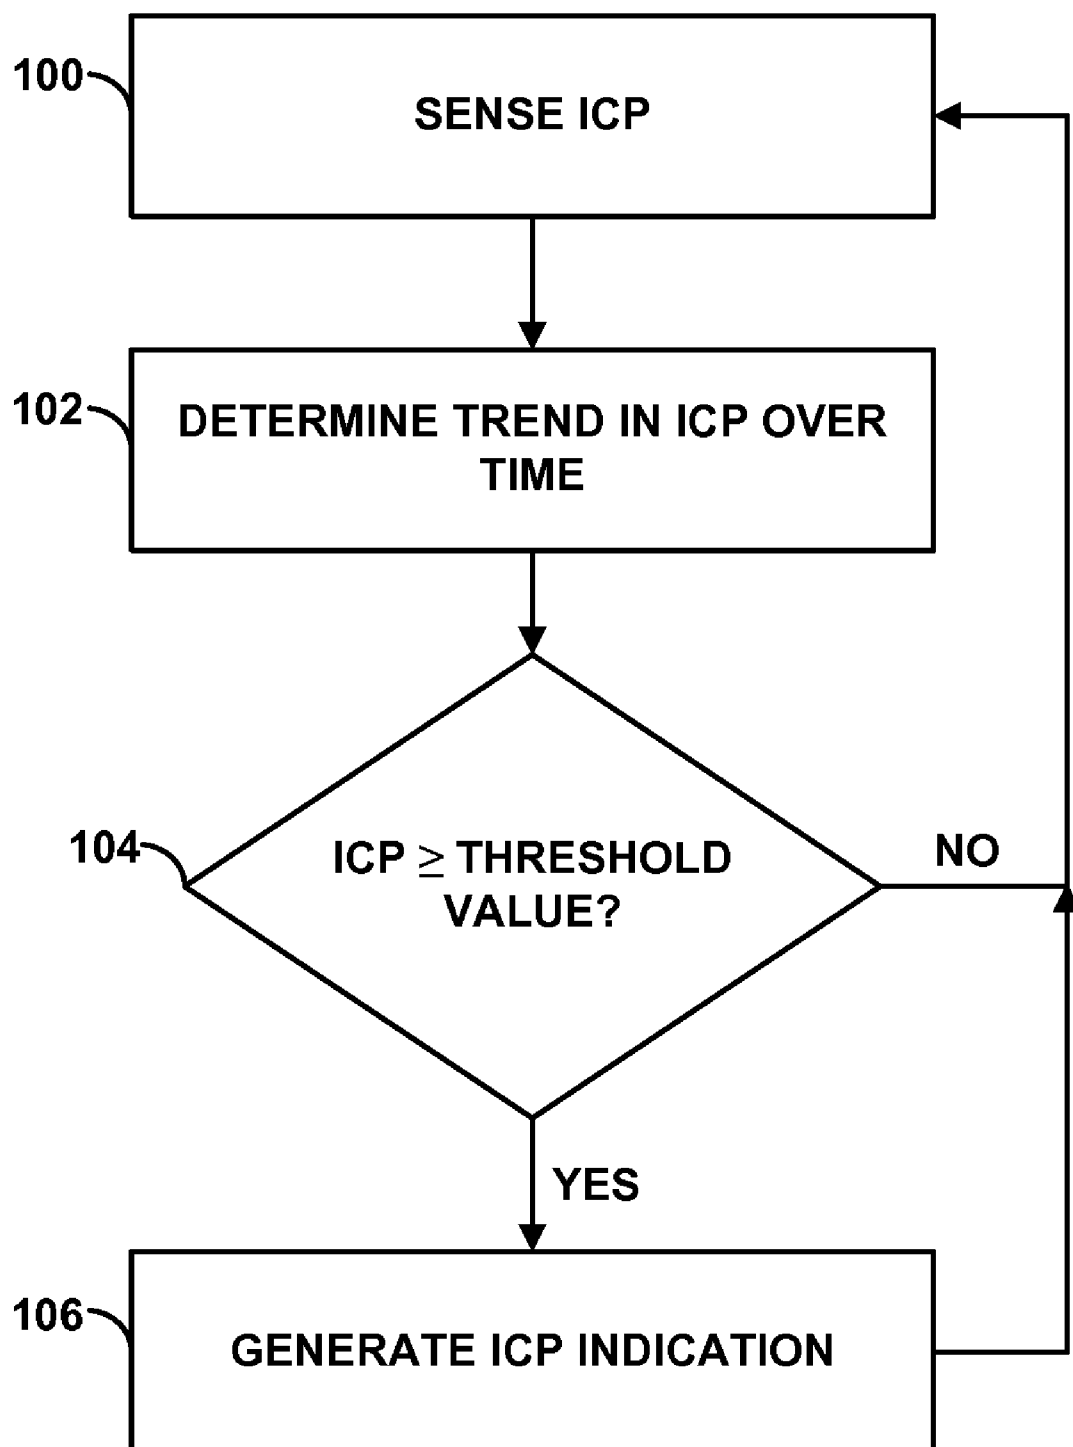 100
SENSE ICP
102
DETERMINE TREND IN ICP OVER
TIME
104
ICP ≥ THRESHOLD
VALUE?
NO
YES
106
GENERATE ICP INDICATION